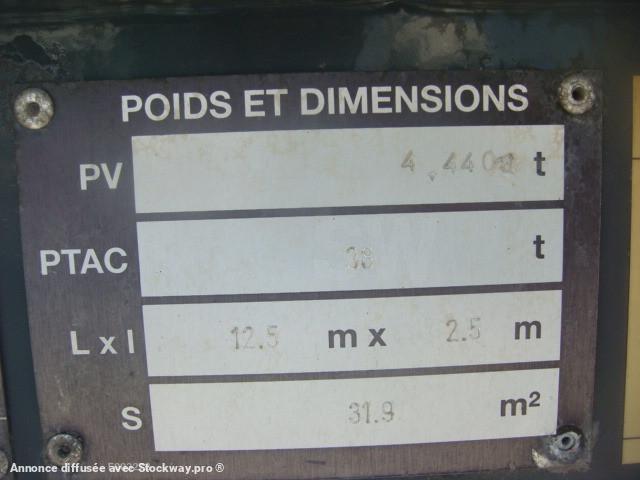 POIDS ET DIMENSIONS
PV 4.440 t
PTAC 38 t
L x l 12.5 m x 2.5 m
S 31.9 m²
Annonce diffusée avec Stockway.pro ®